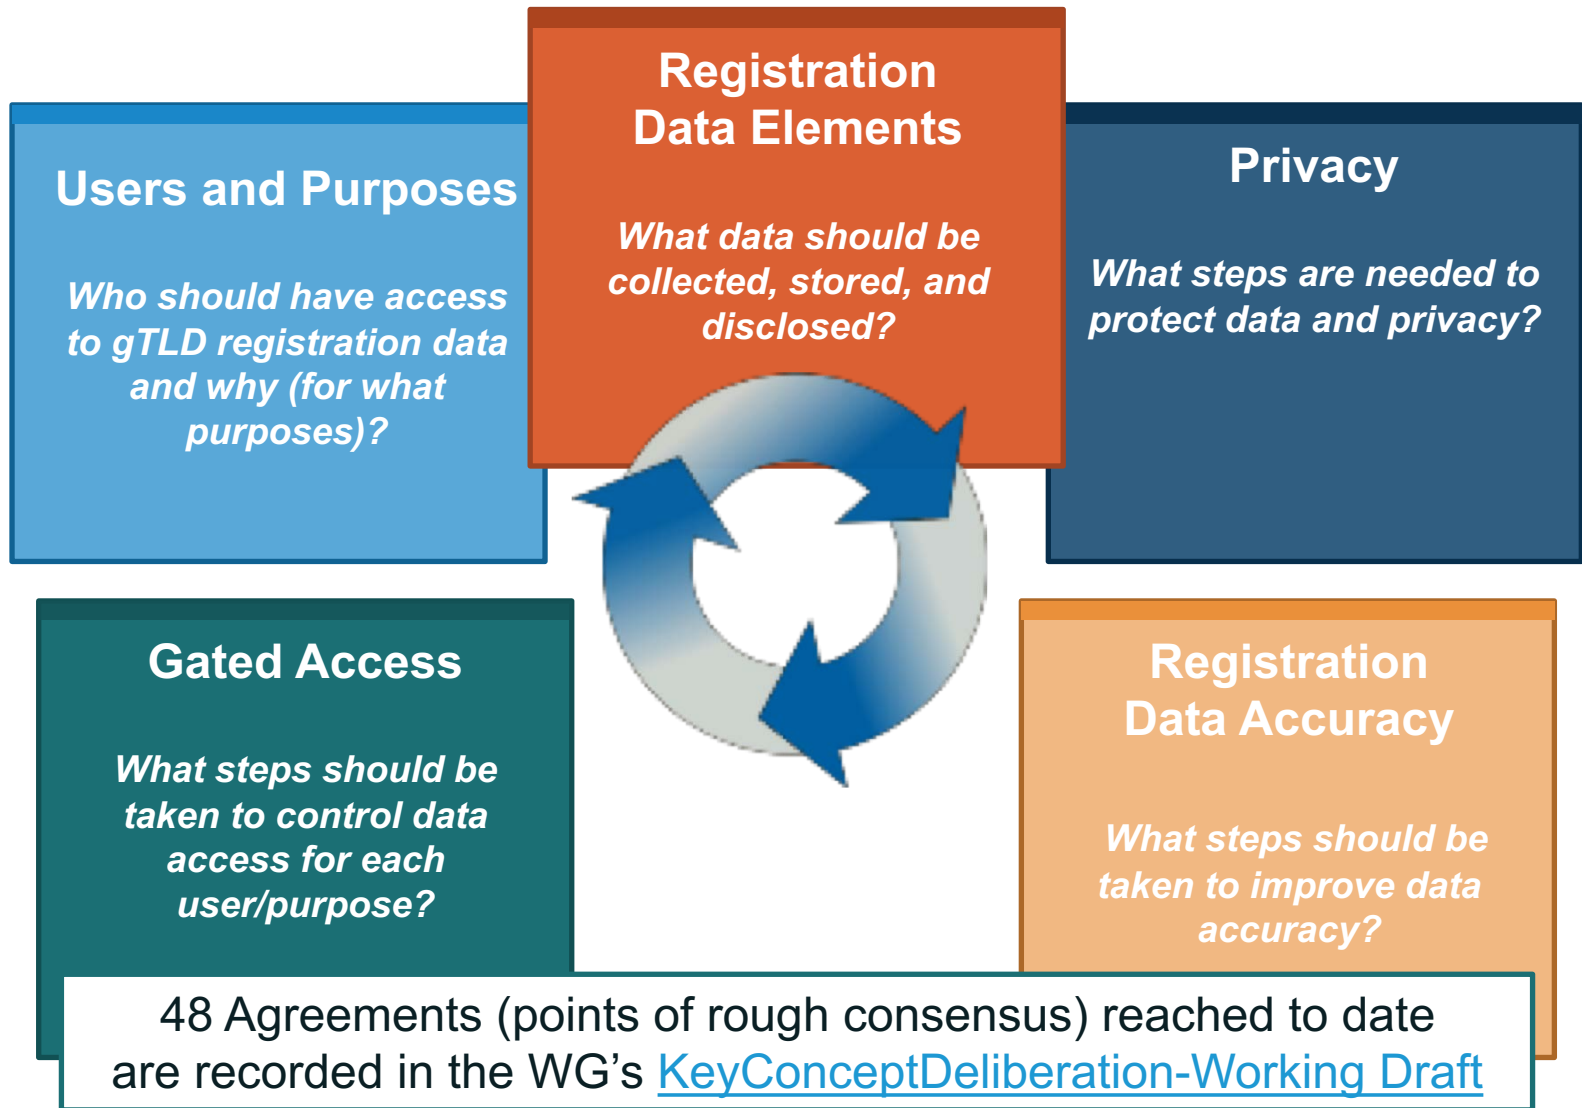 Users and Purposes
Who should have access
to gTLD registration data
and why (for what
purposes)?
Registration
Data Elements
What data should be
collected, stored, and
disclosed?
Privacy
What steps are needed to
protect data and privacy?
Gated Access
What steps should be
taken to control data
access for each
user/purpose?
Registration
Data Accuracy
What steps should be
taken to improve data
accuracy?
48 Agreements (points of rough consensus) reached to date
are recorded in the WG’s KeyConceptDeliberation-Working Draft